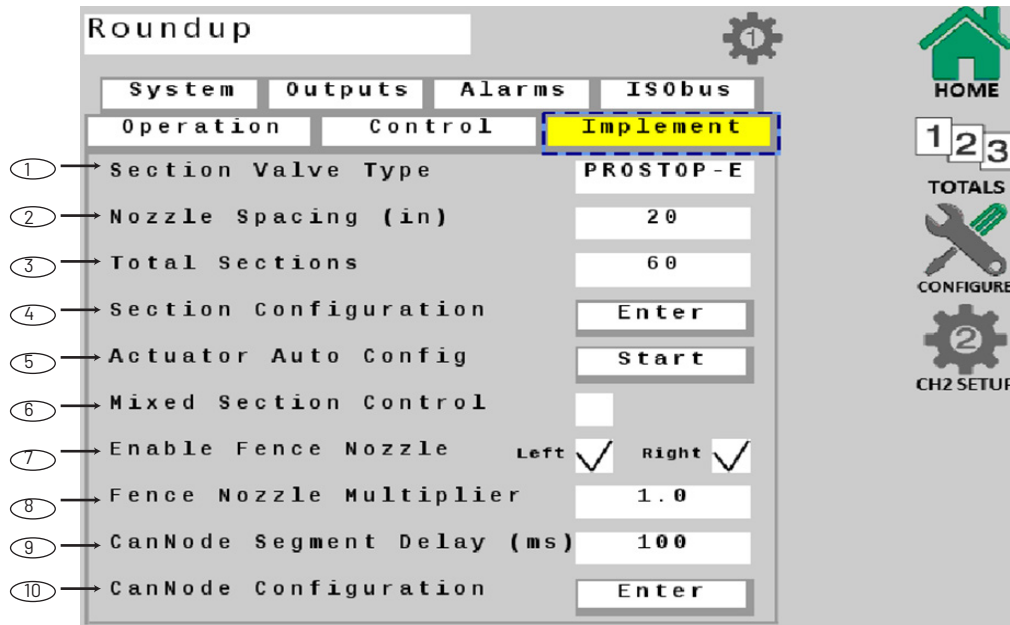 Roundup
1
System Outputs Alarms ISObus
Operation Control Implement
1 Section Valve Type PROSTOP-E
2 Nozzle Spacing (in) 20
3 Total Sections 60
4 Section Configuration Enter
5 Actuator Auto Config Start
6 Mixed Section Control
7 Enable Fence Nozzle Left Right
8 Fence Nozzle Multiplier 1.0
9 CanNode Segment Delay (ms) 100
10 CanNode Configuration Enter
HOME
1 2 3
TOTALS
CONFIGURE
2
CH2 SETUP